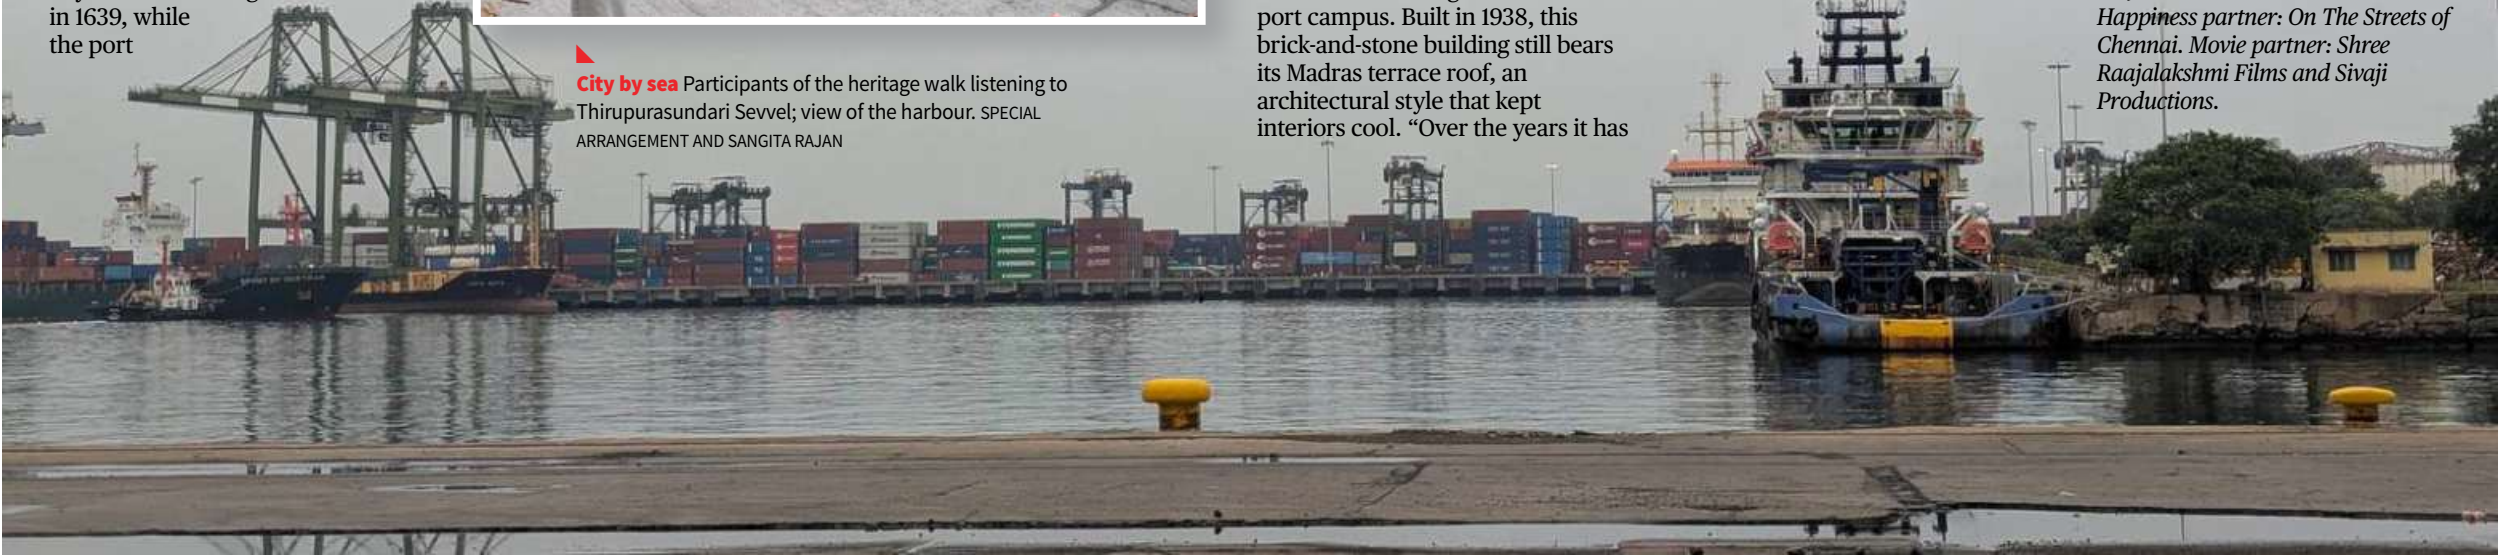 in 1639, while
the port
City by sea Participants of the heritage walk listening to
Thirupurasundari Sevvel; view of the harbour. SPECIAL
ARRANGEMENT AND SANGITA RAJAN
port campus. Built in 1938, this
brick-and-stone building still bears
its Madras terrace roof, an
architectural style that kept
interiors cool. “Over the years it has
Happiness partner: On The Streets of
Chennai. Movie partner: Shree
Raajalakshmi Films and Sivaji
Productions.
EVERGREEN
EVERGREEN
EVERGREEN